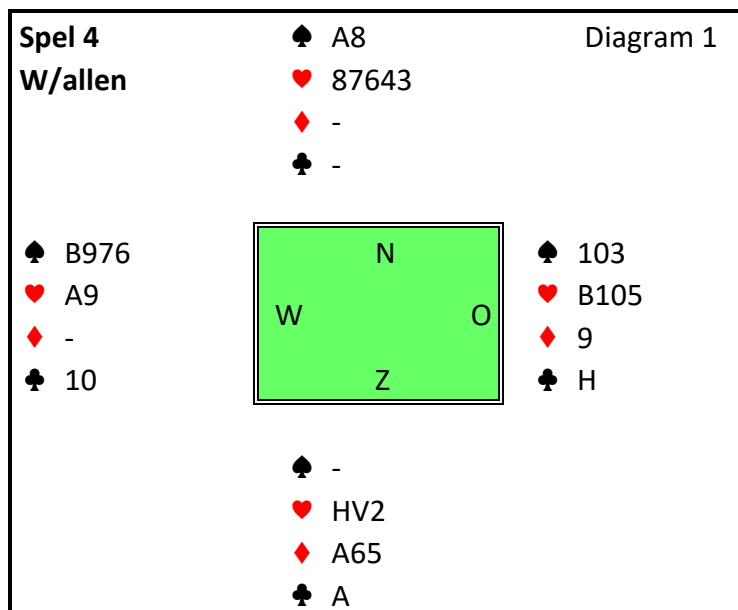 Spel 4 ♠ A8 Diagram 1
W/allen ♥ 87643
♦ -
♣ -
♠ B976 N ♠ 103
♥ A9 ♥ B105
W O
♦ - ♦ 9
♣ 10 Z ♣ H
♠ -
♥ HV2
♦ A65
♣ A